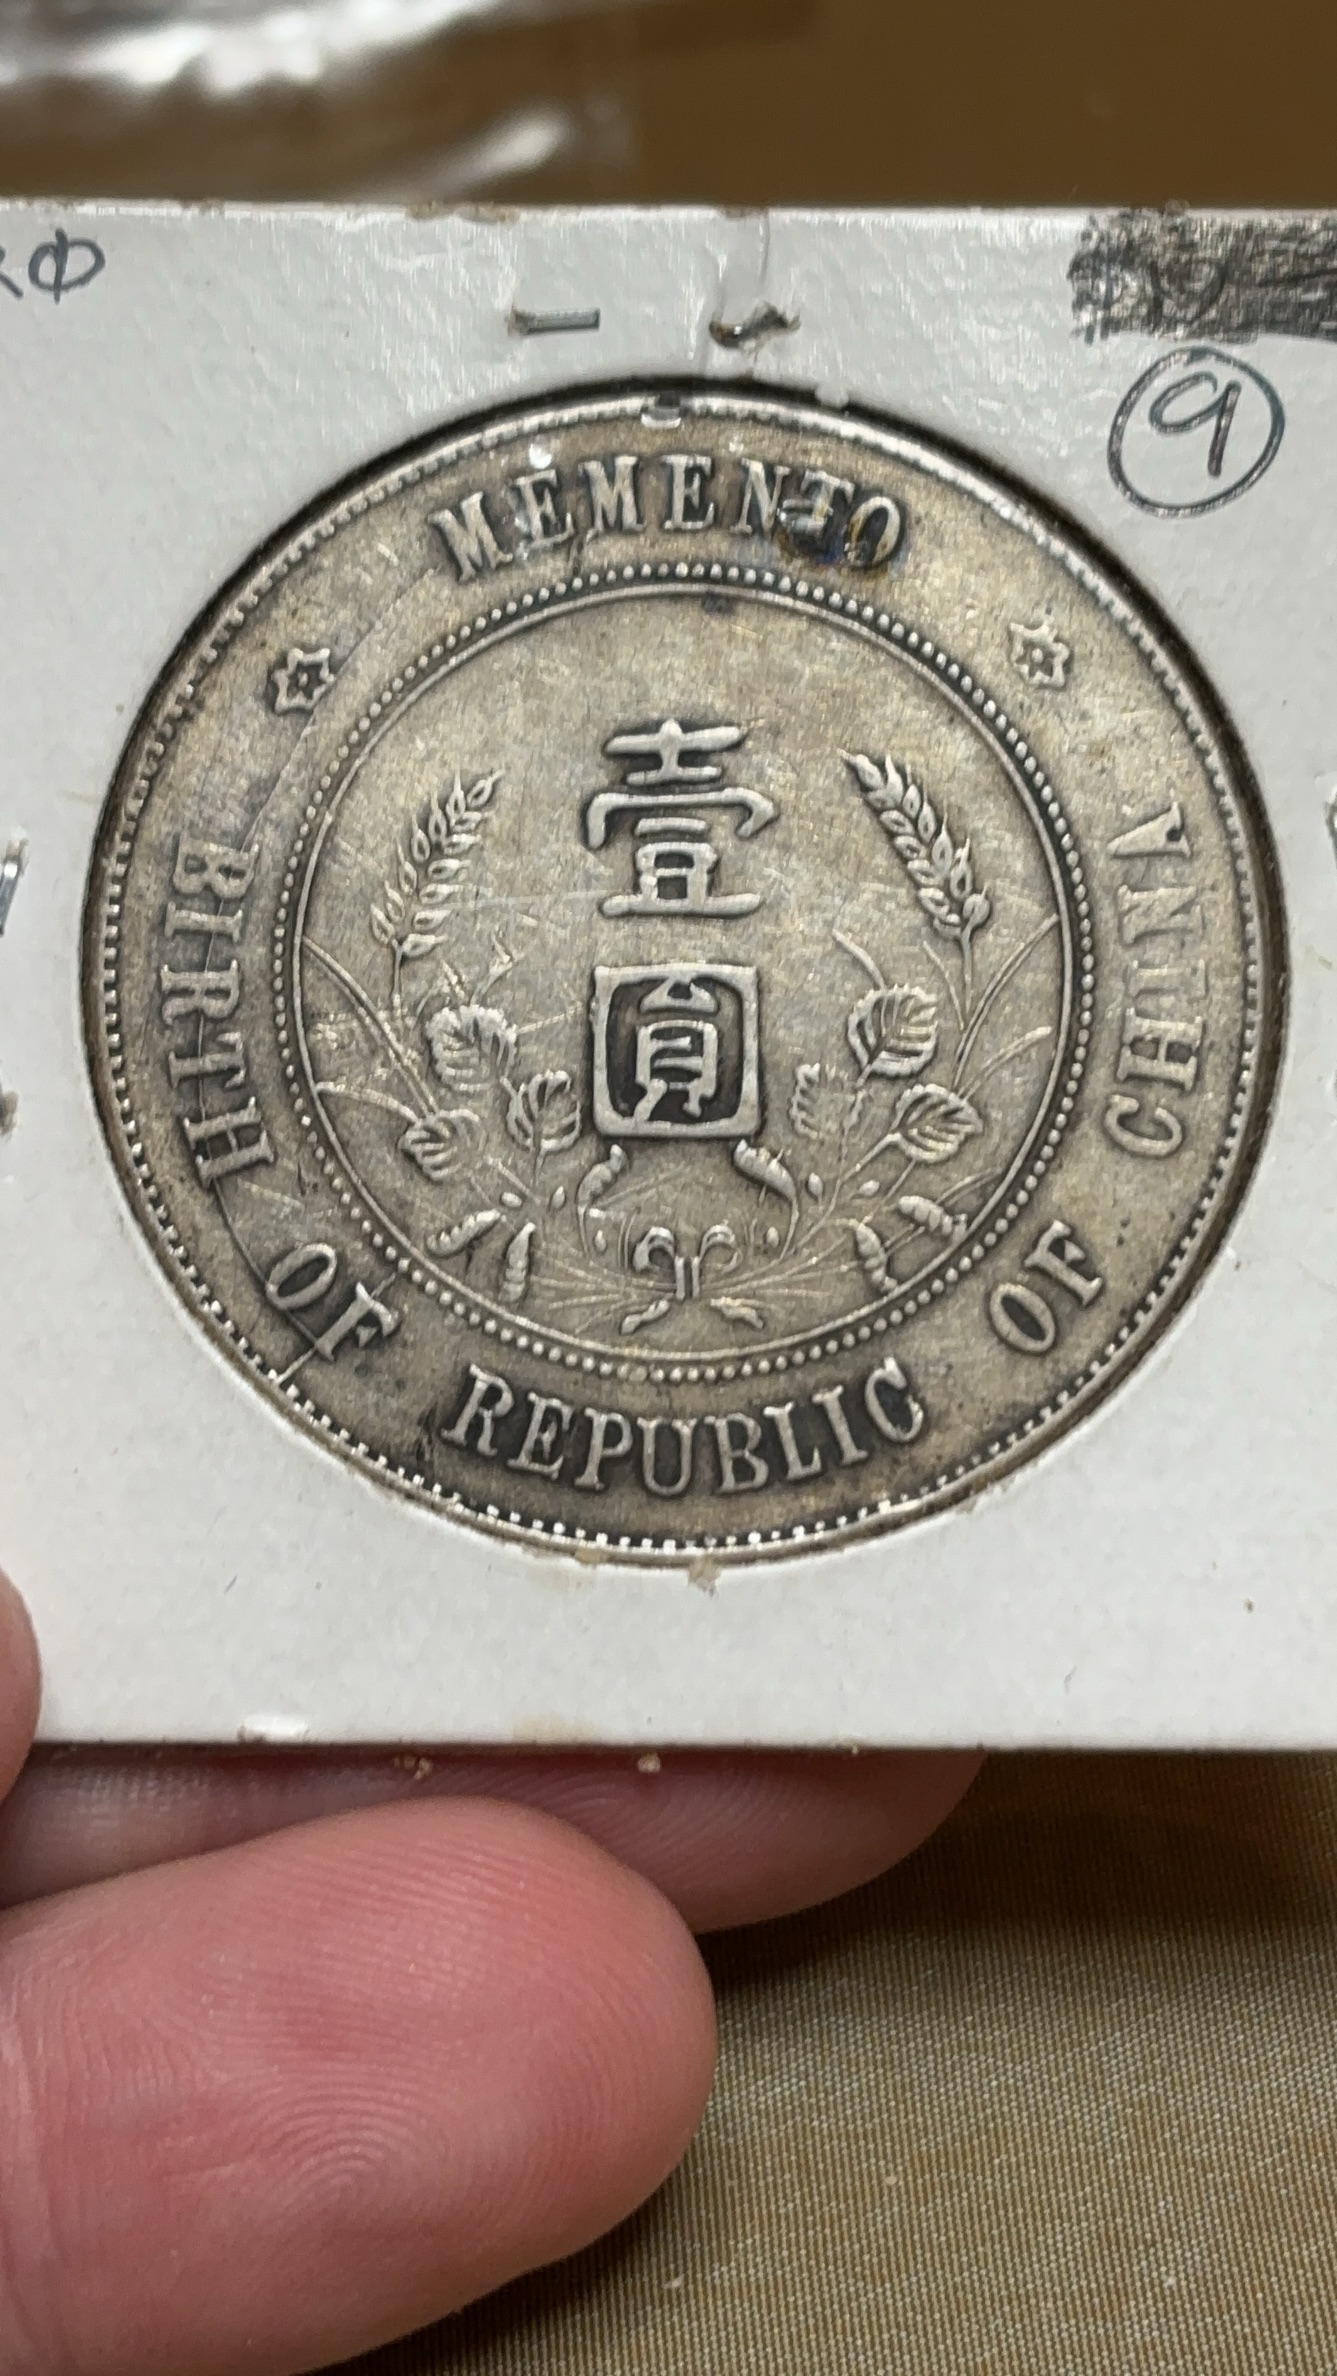 9
MEMENTO
壹
圓
BIRTH OF REPUBLIC OF CHINA